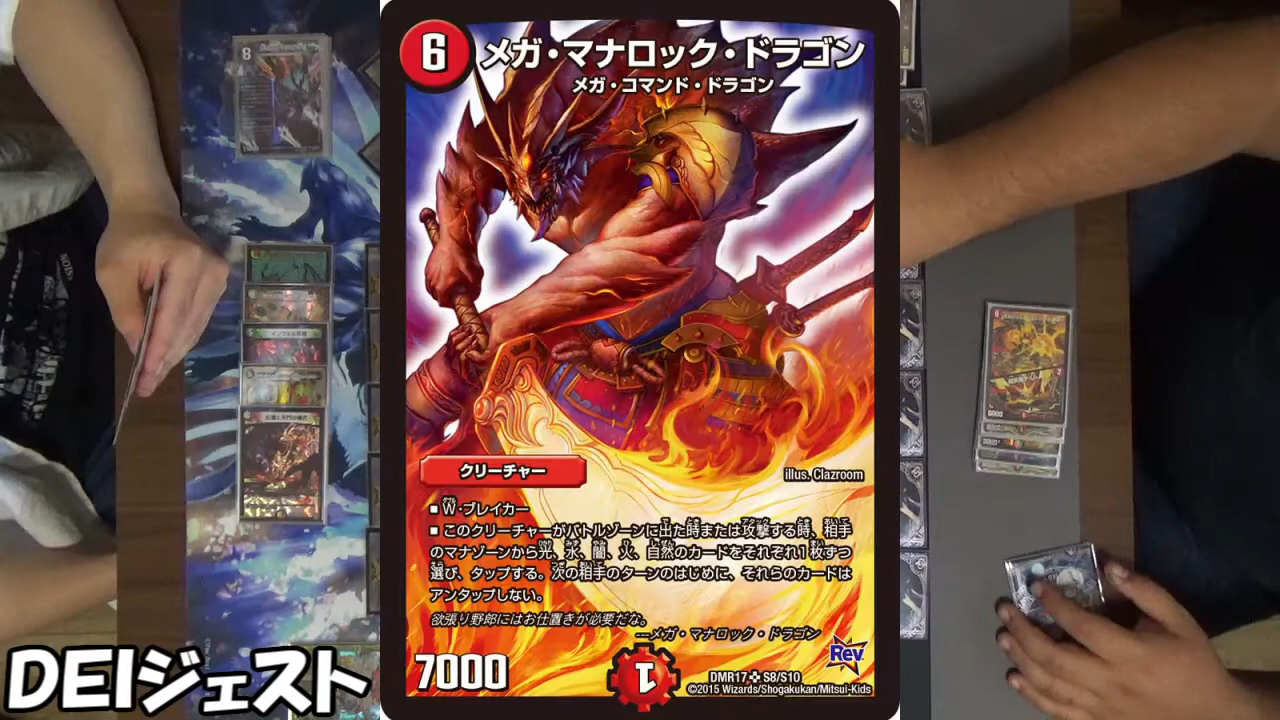 6
メガ・マナロック・ドラゴン
メガ・コマンド・ドラゴン
8
illus. Clazroom
クリーチャー
■W・ブレイカー
■このクリーチャーがバトルゾーンに出た時または攻撃する時、相手
のマナゾーンから光、水、闇、火、自然のカードをそれぞれ1枚ずつ
選び、タップする。次の相手のターンのはじめに、それらのカードは
アンタップしない。
欲張り野郎にはお仕置きが必要だな。
---メガ・マナロック・ドラゴン
Rev
7000
1
DMR17 S8/S10
©2015 Wizards/Shogakukan/Mitsui-Kids
DEIジェスト